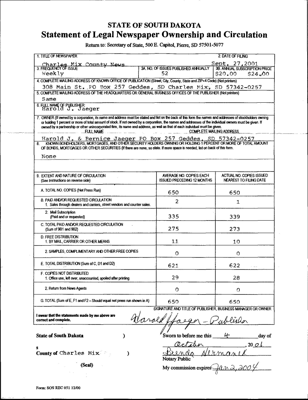 STATE OF SOUTH DAKOTA
Statement of Legal Newspaper Ownership and Circulation
Return to: Secretary of State, 500 E. Capitol, Pierre, SD 57501-5077
1. TITLE OF NEWSPAPER
2. DATE OF FILING
Charles Mix County News
Sept. 27, 2001
3. FREQUENCY OF ISSUE
3A. NO. OF ISSUES PUBLISHED ANNUALLY
3B. ANNUAL SUBSCRIPTION PRICE
weekly
52
$20.00 $24.00
4. COMPLETE MAILING ADDRESS OF KNOWN OFFICE OF PUBLICATION (Street, City, County, State and ZIP+4 Code) (Not printers)
308 Main St, PO Box 257 Geddes, SD Charles Mix, SD 57342-0257
5. COMPLETE MAILING ADDRESS OF THE HEADQUARTERS OR GENERAL BUSINESS OFFICES OF THE PUBLISHER (Not printers)
Same
6. FULL NAME OF PUBLISHER
Harold J. Jaeger
7. OWNER (If owned by a corporation, its name and address must be stated and list on the back of this form the names and addresses of stockholders owning
or holding 1 percent or more of total amount of stock. If not owned by a corporation, the names and addresses of the individual owners must be given. If
owned by a partnership or other unincorporated firm, its name and address, as well as that of each individual must be given.
FULL NAME
COMPLETE MAILING ADDRESS
Harold J. & Bernice Jaeger PO Box 257 Geddes, SD 57342-0257
8. KNOWN BONDHOLDERS, MORTGAGEES, AND OTHER SECURITY HOLDERS OWNING OR HOLDING 1 PERCENT OR MORE OF TOTAL AMOUNT
OF BONDS, MORTGAGES OR OTHER SECURITIES (If there are none, so state. If more space is needed, list on back of this form.
None
9. EXTENT AND NATURE OF CIRCULATION
(See instructions on reverse side)
AVERAGE NO. COPIES EACH
ISSUED PRECEDING 12 MONTHS
ACTUAL NO. COPIES ISSUED
NEAREST TO FILING DATE
A. TOTAL NO. COPIES (Net Press Run)
650
650
B. PAID AND/OR REQUESTED CIRCULATION
1. Sales through dealers and carriers, street vendors and counter sales
2
1
2. Mail Subscription
(Paid and or requested)
335
339
C. TOTAL PAID AND/OR REQUESTED CIRCULATION
(Sum of 9B1 and 9B2)
275
273
D. FREE DISTRIBUTION
1. BY MAIL, CARRIER OR OTHER MEANS
11
10
2. SAMPLES, COMPLIMENTARY AND OTHER FREE COPIES
0
0
E. TOTAL DISTRIBUTION (Sum of C, D1 and D2)
621
622
F. COPIES NOT DISTRIBUTED
1. Office use, left over, unaccounted, spoiled after printing
29
28
2. Return from News Agents
0
0
G. TOTAL (Sum of E, F1 and F2 - Should equal net press run shown in A)
650
650
SIGNATURE AND TITLE OF PUBLISHER, BUSINESS MANAGER OR OWNER
I swear that the statements made by me above are
correct and complete.
Harold Jaeger - Publisher
State of South Dakota )
Sworn to before me this 4 day of
October, 2001
County of Charles Mix )
Notary Public
(Seal)
My commission expires Jan 2, 2004
Form: SOS REC 051 12/00